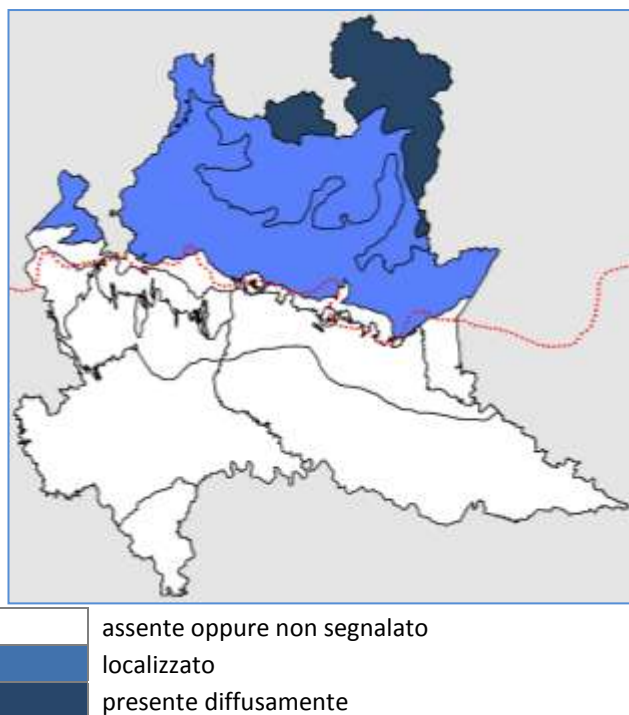 assente oppure non segnalato
localizzato
presente diffusamente